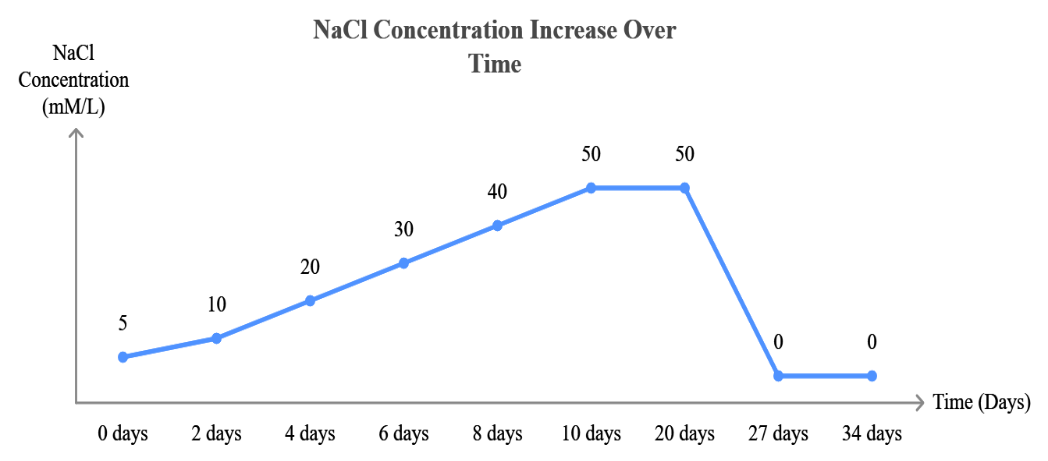 NaCl Concentration Increase Over
Time
NaCl
Concentration
(mM/L)
50
50
40
30
20
10
5
0
0
Time (Days)
0 days
2 days
4 days
6 days
8 days
10 days
20 days
27 days
34 days